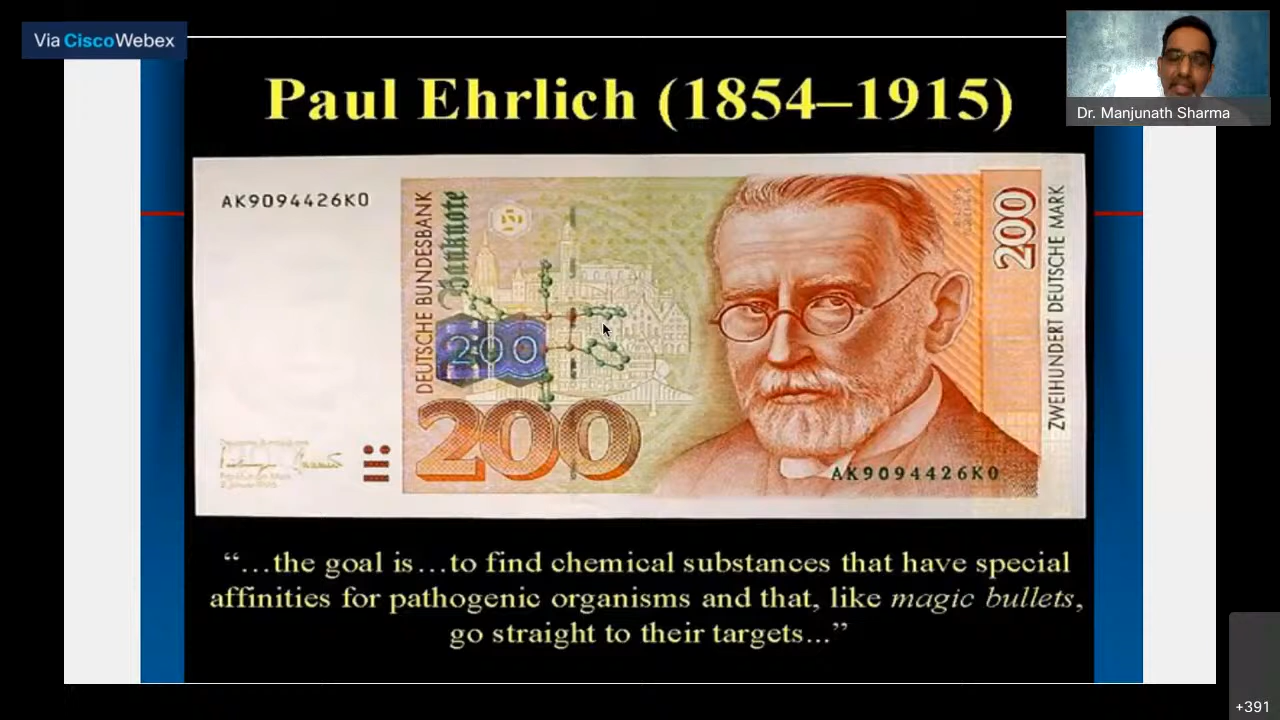 Via CiscoWebex
Paul Ehrlich (1854–1915)
Dr. Manjunath Sharma
AK9094426K0
DEUTSCHE BUNDESBANK
Banknote
200
200
200
ZWEIHUNDERT DEUTSCHE MARK
AK9094426K0
“…the goal is…to find chemical substances that have special
affinities for pathogenic organisms and that, like magic bullets,
go straight to their targets...”
+391